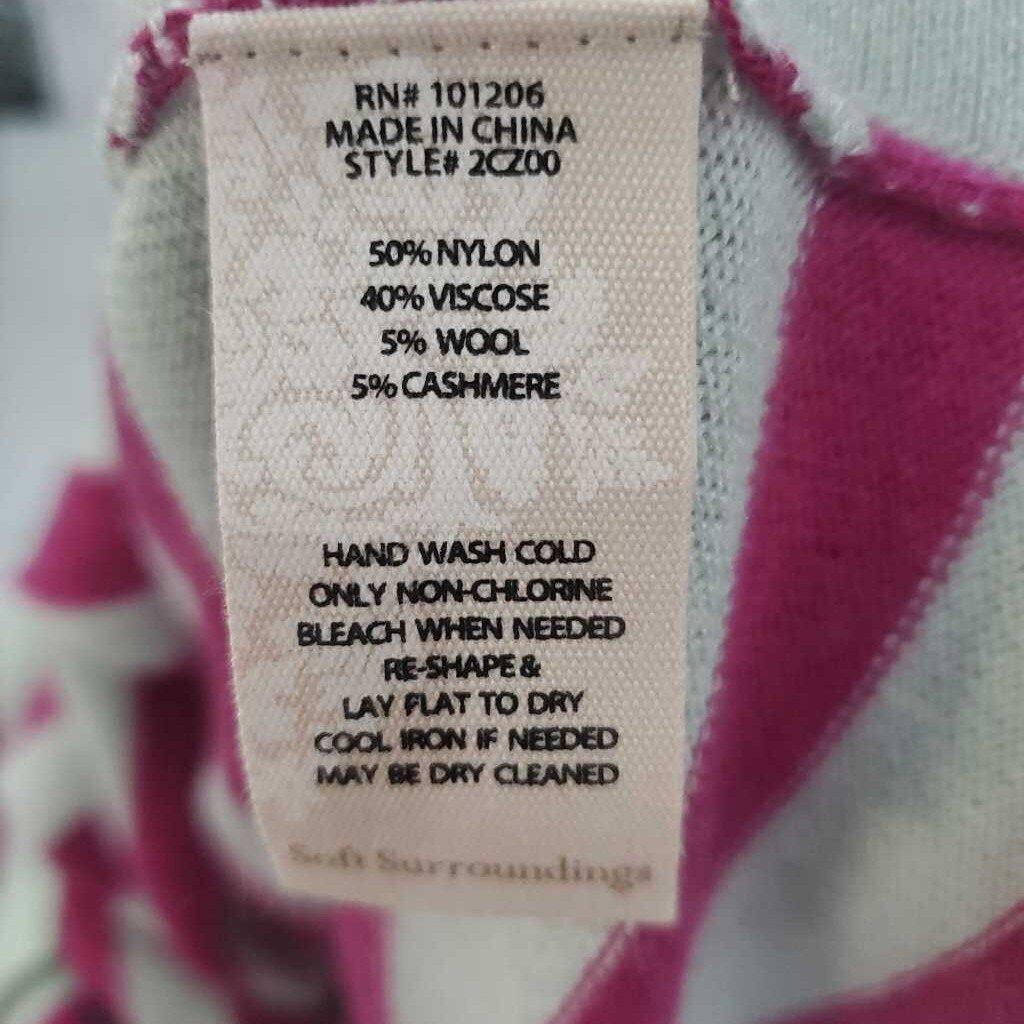 RN# 101206
MADE IN CHINA
STYLE# 2CZ00
50% NYLON
40% VISCOSE
5% WOOL
5% CASHMERE
HAND WASH COLD
ONLY NON-CHLORINE
BLEACH WHEN NEEDED
RE-SHAPE &
LAY FLAT TO DRY
COOL IRON IF NEEDED
MAY BE DRY CLEANED
Soft Surroundings